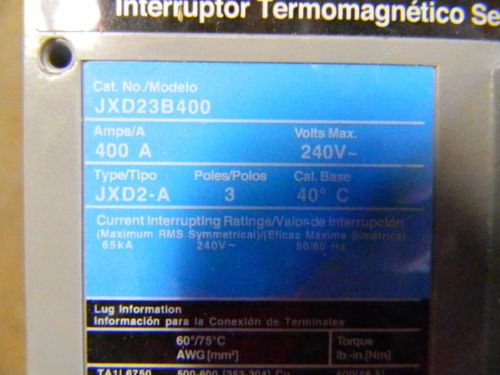 Interruptor Termomagnético Se
Cat. No./Modelo
JXD23B400
Amps/A Volts Max.
400 A 240V~
Type/Tipo Poles/Polos Cal. Base
JXD2-A 3 40° C
Current Interrupting Ratings/Valor de Interrupción
(Maximum RMS Symmetrical)/(Eficaz Máxima Simétrica)
65kA 240V~ 50/60 Hz
Lug Information
Información para la Conexión de Terminales
60°/75°C Torque
AWG[mm²] lb.-in.[Nm]